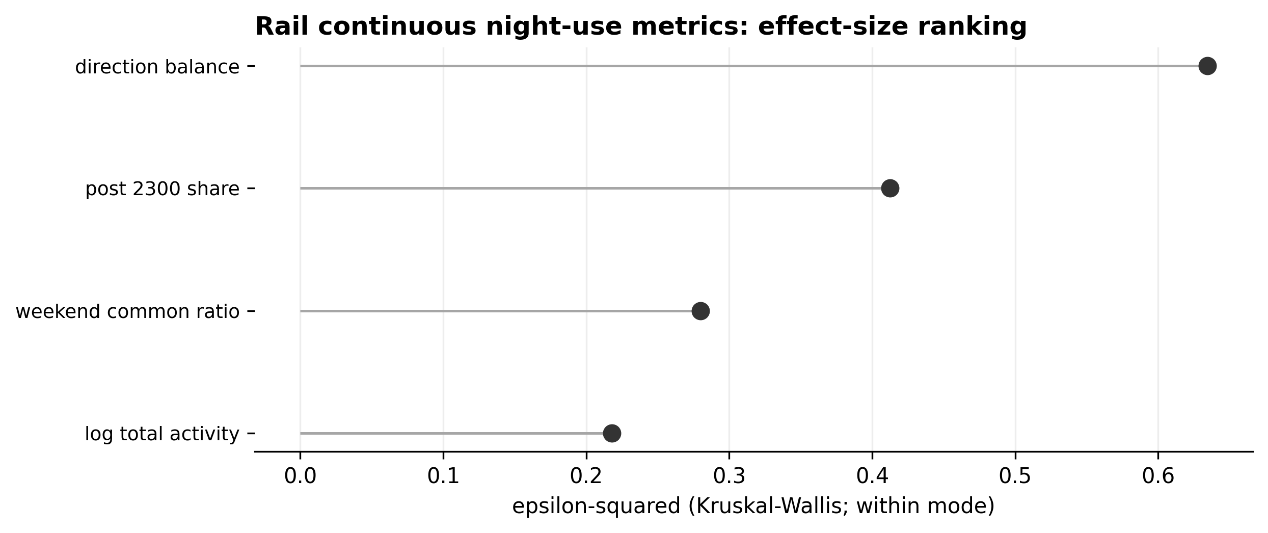 Rail continuous night-use metrics: effect-size ranking
direction balance
post 2300 share
weekend common ratio
log total activity
0.0 0.1 0.2 0.3 0.4 0.5 0.6
epsilon-squared (Kruskal-Wallis; within mode)